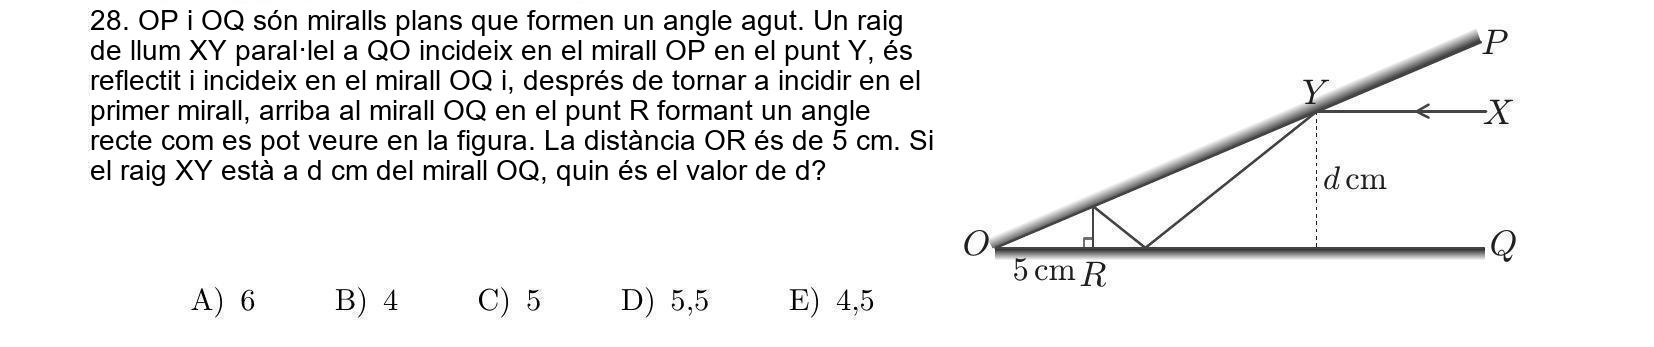 28. OP i OQ són miralls plans que formen un angle agut. Un raig
de llum XY paral·lel a QO incideix en el mirall OP en el punt Y, és
reflectit i incideix en el mirall OQ i, després de tornar a incidir en el
primer mirall, arriba al mirall OQ en el punt R formant un angle
recte com es pot veure en la figura. La distància OR és de 5 cm. Si
el raig XY està a d cm del mirall OQ, quin és el valor de d?
P
Y
X
d cm
O
Q
5 cm R
A) 6 B) 4 C) 5 D) 5,5 E) 4,5